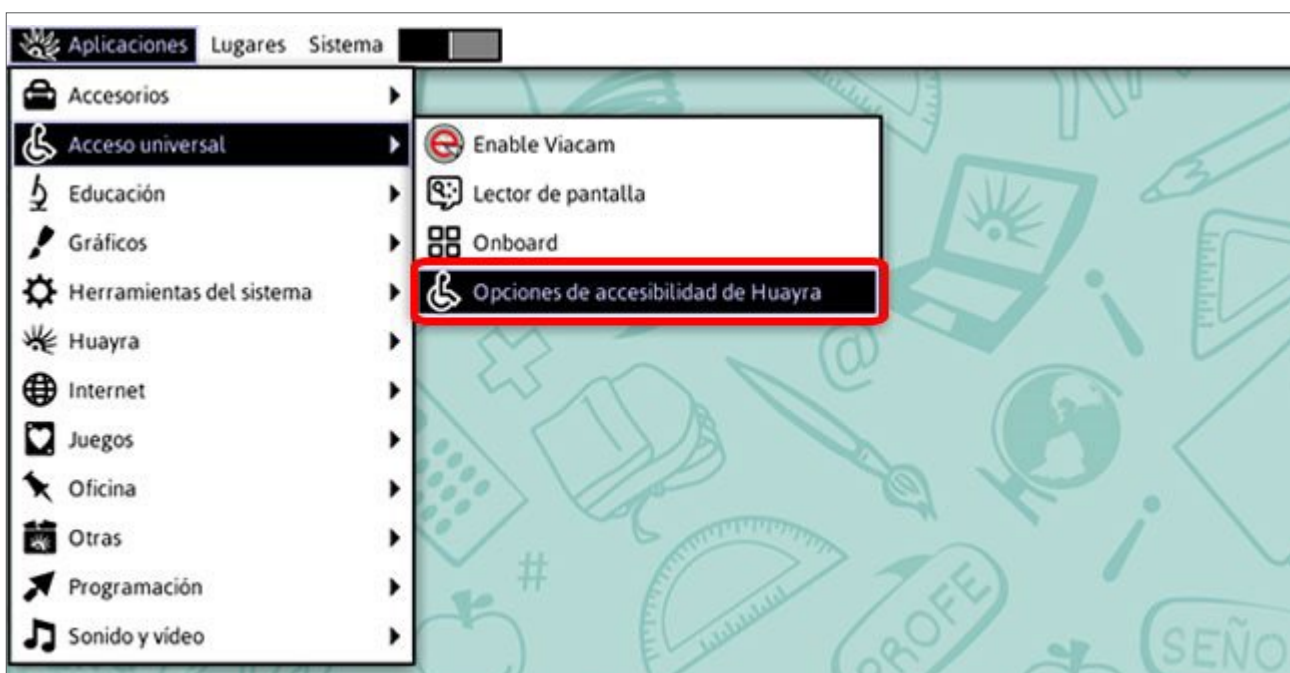 Aplicaciones Lugares Sistema
Accesorios
Acceso universal
Educación
Gráficos
Herramientas del sistema
Huayra
Internet
Juegos
Oficina
Otras
Programación
Sonido y vídeo
Enable Viacam
Lector de pantalla
Onboard
Opciones de accesibilidad de Huayra
@
#
PROFE
SEÑO